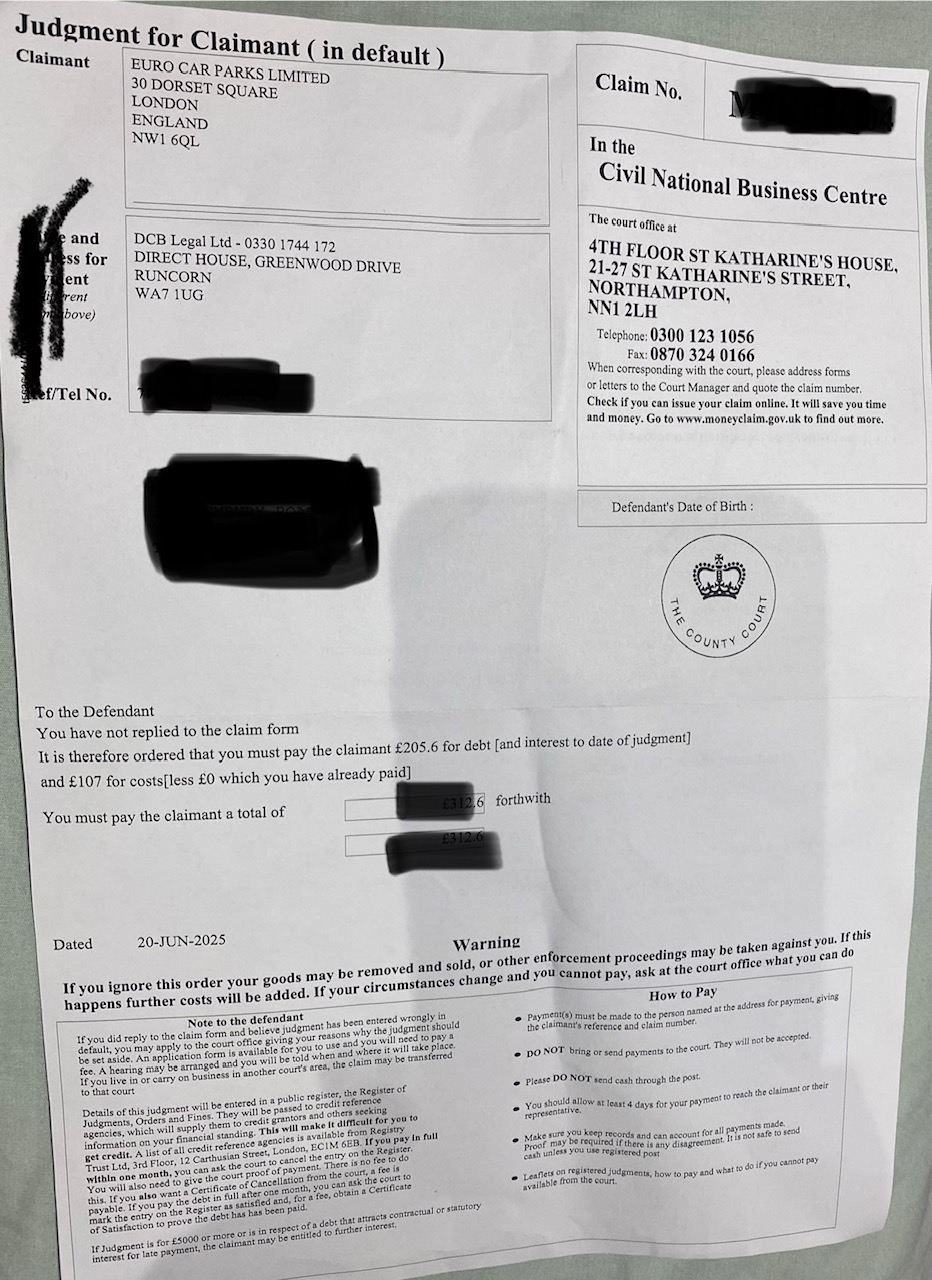 Judgment for Claimant ( in default )
Claimant
EURO CAR PARKS LIMITED
30 DORSET SQUARE
LONDON
ENGLAND
NW1 6QL
Claim No.
In the
Civil National Business Centre
The court office at
4TH FLOOR ST KATHARINE'S HOUSE,
21-27 ST KATHARINE'S STREET,
NORTHAMPTON,
NN1 2LH
Telephone: 0300 123 1056
Fax: 0870 324 0166
When corresponding with the court, please address forms
or letters to the Court Manager and quote the claim number.
Check if you can issue your claim online. It will save you time
and money. Go to www.moneyclaim.gov.uk to find out more.
and
for
above)
DCB Legal Ltd - 0330 1744 172
DIRECT HOUSE, GREENWOOD DRIVE
RUNCORN
WA7 1UG
ef/Tel No.
Defendant's Date of Birth :
THE COUNTY COURT
To the Defendant
You have not replied to the claim form
It is therefore ordered that you must pay the claimant £205.6 for debt [and interest to date of judgment]
and £107 for costs[less £0 which you have already paid]
You must pay the claimant a total of
£312.6 forthwith
£312.6
Dated 20-JUN-2025
Warning
If you ignore this order your goods may be removed and sold, or other enforcement proceedings may be taken against you. If this
happens further costs will be added. If your circumstances change and you cannot pay, ask at the court office what you can do
Note to the defendant
If you did reply to the claim form and believe judgment has been entered wrongly in
default, you may apply to the court office giving your reasons why the judgment should
be set aside. An application form is available for you to use and you will need to pay a
fee. A hearing may be arranged and you will be told when and where it will take place.
If you live in or carry on business in another court's area, the claim may be transferred
to that court
Details of this judgment will be entered in a public register, the Register of
Judgments, Orders and Fines. They will be passed to credit reference
agencies, which will supply them to credit grantors and others seeking
information on your financial standing. This will make it difficult for you to
get credit. A list of all credit reference agencies is available from Registry
Trust Ltd, 3rd Floor, 12 Carthusian Street, London, EC1M 6EB. If you pay in full
within one month, you can ask the court to cancel the entry on the Register.
You will also need to give the court proof of payment. There is no fee to do
this. If you also want a Certificate of Cancellation from the court, a fee is
payable. If you pay the debt in full after one month, you can ask the court to
mark the entry on the Register as satisfied and, for a fee, obtain a Certificate
of Satisfaction to prove the debt has has been paid.
If Judgment is for £5000 or more or is in respect of a debt that attracts contractual or statutory
interest for late payment, the claimant may be entitled to further interest.
How to Pay
Payment(s) must be made to the person named at the address for payment, giving
the claimant's reference and claim number.
DO NOT bring or send payments to the court. They will not be accepted.
Please DO NOT send cash through the post.
You should allow at least 4 days for your payment to reach the claimant or their
representative.
Make sure you keep records and can account for all payments made.
Proof may be required if there is any disagreement. It is not safe to send
cash unless you use registered post
Leaflets on registered judgments, how to pay and what to do if you cannot pay
available from the court.